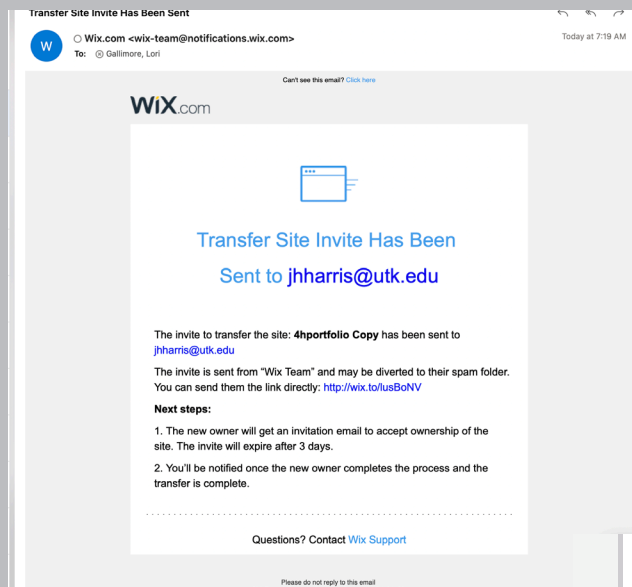 Transfer Site Invite Has Been Sent
W
Wix.com <wix-team@notifications.wix.com>
Today at 7:19 AM
To: Gallimore, Lori
Can't see this email? Click here
WiX.com
Transfer Site Invite Has Been
Sent to jhharris@utk.edu
The invite to transfer the site: 4hportfolio Copy has been sent to
jhharris@utk.edu
The invite is sent from “Wix Team” and may be diverted to their spam folder.
You can send them the link directly: http://wix.to/IusBoNV
Next steps:
1. The new owner will get an invitation email to accept ownership of the
site. The invite will expire after 3 days.
2. You’ll be notified once the new owner completes the process and the
transfer is complete.
Questions? Contact Wix Support
Please do not reply to this email